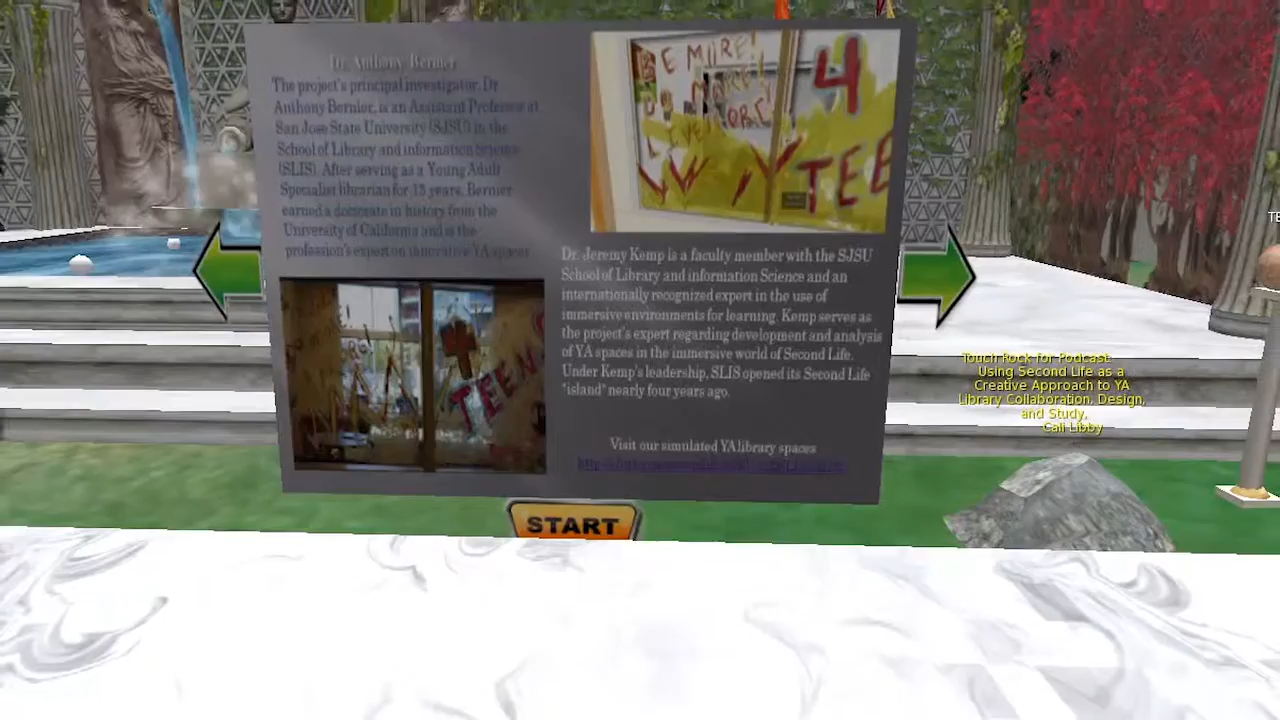 Dr. Anthony Bernier
The project's principal investigator, Dr
Anthony Bernier, is an Assistant Professor at
San Jose State University (SJSU) in the
School of Library and information Science
(SLIS). After serving as a Young Adult
Specialist librarian for 15 years, Bernier
earned a doctorate in history from the
University of California and is the
profession's expert on innovative YA spaces
BE MORE!
4
TEE
TEEN
Dr. Jeremy Kemp is a faculty member with the SJSU
School of Library and information Science and an
internationally recognized expert in the use of
immersive environments for learning. Kemp serves as
the project's expert regarding development and analysis
of YA spaces in the immersive world of Second Life.
Under Kemp's leadership, SLIS opened its Second Life
"island" nearly four years ago.
Visit our simulated YA library spaces
START
Touch Rock for Podcast
Using Second Life as a
Creative Approach to YA
Library Collaboration, Design,
and Study.
Cali Libby